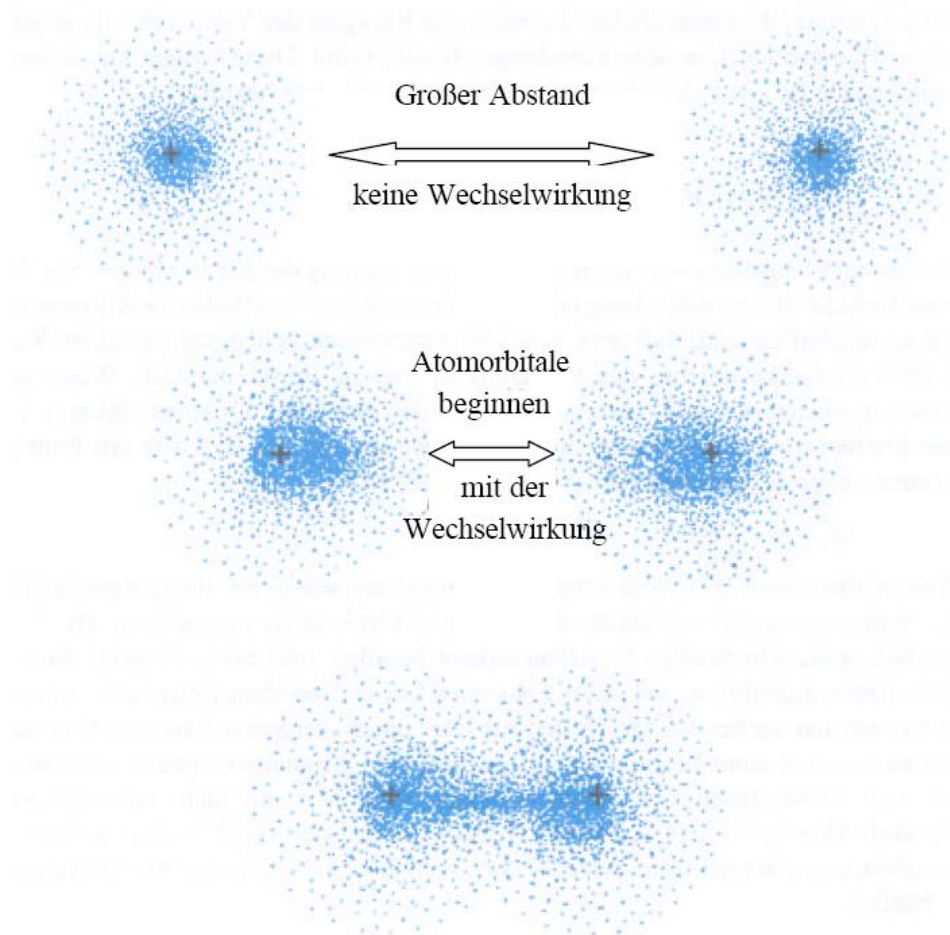 Großer Abstand
keine Wechselwirkung
Atomorbitale
beginnen
mit der
Wechselwirkung